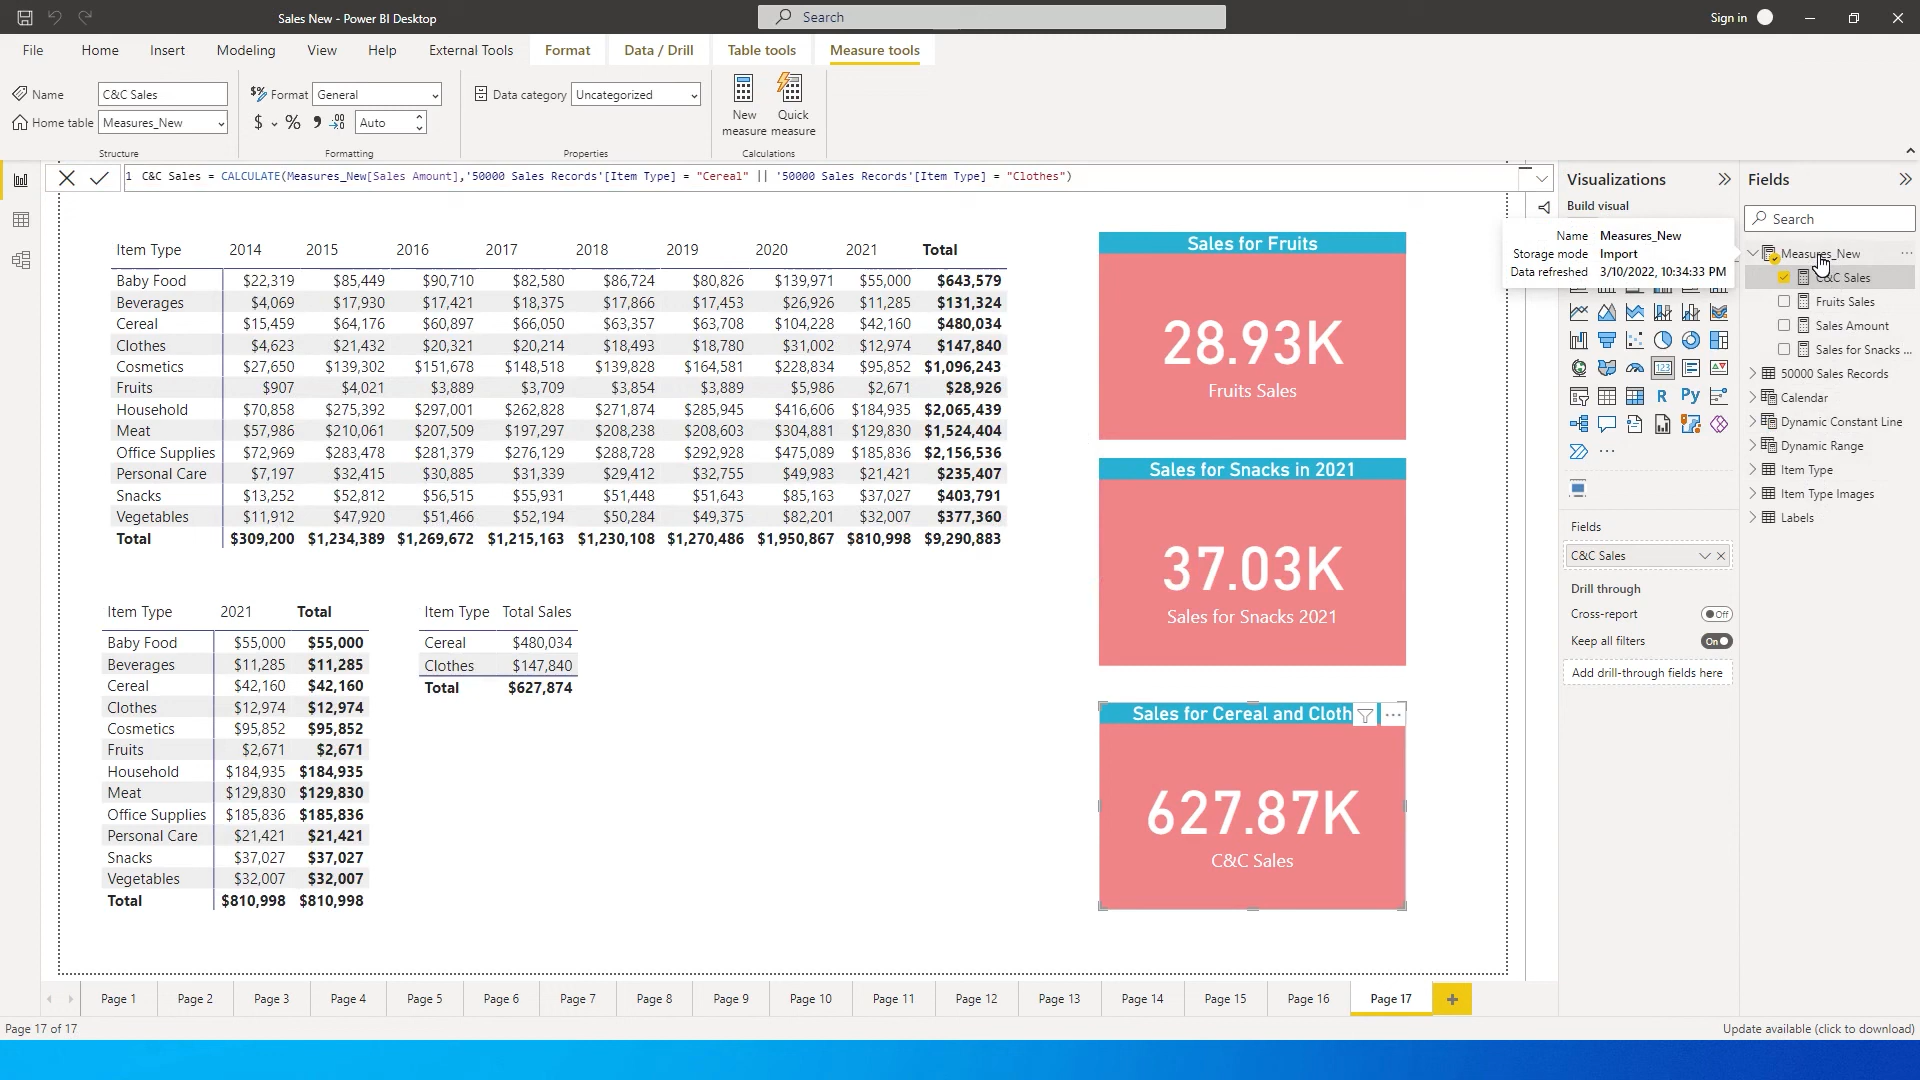 Sales New - Power BI Desktop
Search
Sign in
File Home Insert Modeling View Help External Tools Format Data / Drill Table tools Measure tools
Name C&C Sales
Home table Measures_New
Structure
Format General
$ % Auto
Formatting
Data category Uncategorized
Properties
New measure
Quick measure
Calculations
1 C&C Sales = CALCULATE(Measures_New[Sales Amount],'50000 Sales Records'[Item Type] = "Cereal" || '50000 Sales Records'[Item Type] = "Clothes")
Item Type 2014 2015 2016 2017 2018 2019 2020 2021 Total
Baby Food $22,319 $85,449 $90,710 $82,580 $86,724 $80,826 $139,971 $55,000 $643,579
Beverages $4,069 $17,930 $17,421 $18,375 $17,866 $17,453 $26,926 $11,285 $131,324
Cereal $15,459 $64,176 $60,897 $66,050 $63,357 $63,708 $104,228 $42,160 $480,034
Clothes $4,623 $21,432 $20,321 $20,214 $18,493 $18,780 $31,002 $12,974 $147,840
Cosmetics $27,650 $139,302 $151,678 $148,518 $139,828 $164,581 $228,834 $95,852 $1,096,243
Fruits $907 $4,021 $3,889 $3,709 $3,854 $3,889 $5,986 $2,671 $28,926
Household $70,858 $275,392 $297,001 $262,828 $271,874 $285,945 $416,606 $184,935 $2,065,439
Meat $57,986 $210,061 $207,509 $197,297 $208,238 $208,603 $304,881 $129,830 $1,524,404
Office Supplies $72,969 $283,478 $281,379 $276,129 $288,728 $292,928 $475,089 $185,836 $2,156,536
Personal Care $7,197 $32,415 $30,885 $31,339 $29,412 $32,755 $49,983 $21,421 $235,407
Snacks $13,252 $52,812 $56,515 $55,931 $51,448 $51,643 $85,163 $37,027 $403,791
Vegetables $11,912 $47,920 $51,466 $52,194 $50,284 $49,375 $82,201 $32,007 $377,360
Total $309,200 $1,234,389 $1,269,672 $1,215,163 $1,230,108 $1,270,486 $1,950,867 $810,998 $9,290,883
Item Type 2021 Total
Baby Food $55,000 $55,000
Beverages $11,285 $11,285
Cereal $42,160 $42,160
Clothes $12,974 $12,974
Cosmetics $95,852 $95,852
Fruits $2,671 $2,671
Household $184,935 $184,935
Meat $129,830 $129,830
Office Supplies $185,836 $185,836
Personal Care $21,421 $21,421
Snacks $37,027 $37,027
Vegetables $32,007 $32,007
Total $810,998 $810,998
Item Type Total Sales
Cereal $480,034
Clothes $147,840
Total $627,874
Sales for Fruits
28.93K
Fruits Sales
Sales for Snacks in 2021
37.03K
Sales for Snacks 2021
Sales for Cereal and Cloth
627.87K
C&C Sales
Visualizations
Build visual
Name Measures_New
Storage mode Import
Data refreshed 3/10/2022, 10:34:33 PM
123
R Py
Fields
C&C Sales
Drill through
Cross-report Off
Keep all filters On
Add drill-through fields here
Fields
Search
Measures_New
C&C Sales
Fruits Sales
Sales Amount
Sales for Snacks ...
50000 Sales Records
Calendar
Dynamic Constant Line
Dynamic Range
Item Type
Item Type Images
Labels
Page 1 Page 2 Page 3 Page 4 Page 5 Page 6 Page 7 Page 8 Page 9 Page 10 Page 11 Page 12 Page 13 Page 14 Page 15 Page 16 Page 17
Page 17 of 17
Update available (click to download)